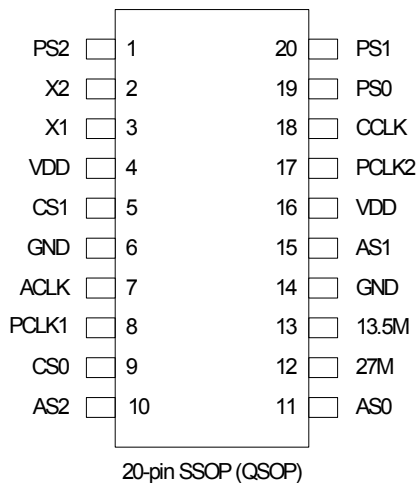 PS2 1 20 PS1
X2 2 19 PS0
X1 3 18 CCLK
VDD 4 17 PCLK2
CS1 5 16 VDD
GND 6 15 AS1
ACLK 7 14 GND
PCLK1 8 13 13.5M
CS0 9 12 27M
AS2 10 11 AS0
20-pin SSOP (QSOP)